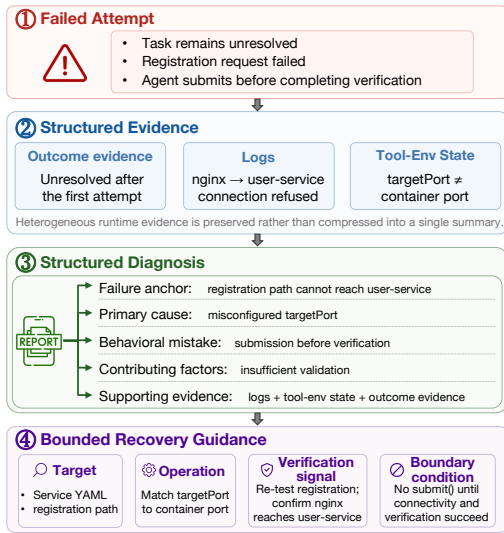 ① Failed Attempt
• Task remains unresolved
• Registration request failed
• Agent submits before completing verification
② Structured Evidence
Outcome evidence
Unresolved after
the first attempt
Logs
nginx → user-service
connection refused
Tool-Env State
targetPort ≠
container port
Heterogeneous runtime evidence is preserved rather than compressed into a single summary.
③ Structured Diagnosis
REPORT
Failure anchor: registration path cannot reach user-service
Primary cause: misconfigured targetPort
Behavioral mistake: submission before verification
Contributing factors: insufficient validation
Supporting evidence: logs + tool-env state + outcome evidence
④ Bounded Recovery Guidance
Target
• Service YAML
• registration path
Operation
Match targetPort
to container port
Verification
signal
Re-test registration;
confirm nginx
reaches user-service
Boundary
condition
No submit() until
connectivity and
verification succeed